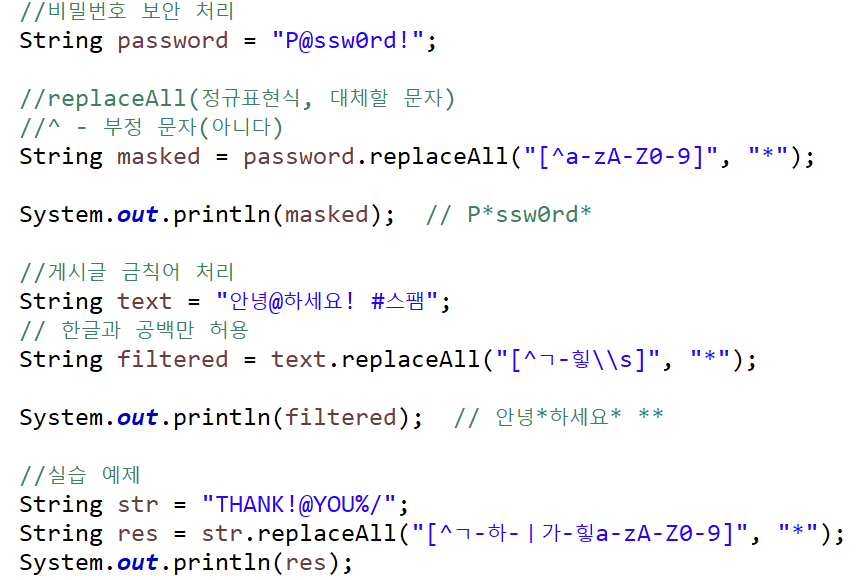 //비밀번호 보안 처리
String password = "P@ssw0rd!";
//replaceAll(정규표현식, 대체할 문자)
//^ - 부정 문자(아니다)
String masked = password.replaceAll("[^a-zA-Z0-9]", "*");
System.out.println(masked);  // P*ssw0rd*
//게시글 금칙어 처리
String text = "안녕@하세요! #스팸";
// 한글과 공백만 허용
String filtered = text.replaceAll("[^ㄱ-힣\\s]", "*");
System.out.println(filtered);  // 안녕*하세요* **
//실습 예제
String str = "THANK!@YOU%/";
String res = str.replaceAll("[^ㄱ-하-ㅣ가-힣a-zA-Z0-9]", "*");
System.out.println(res);